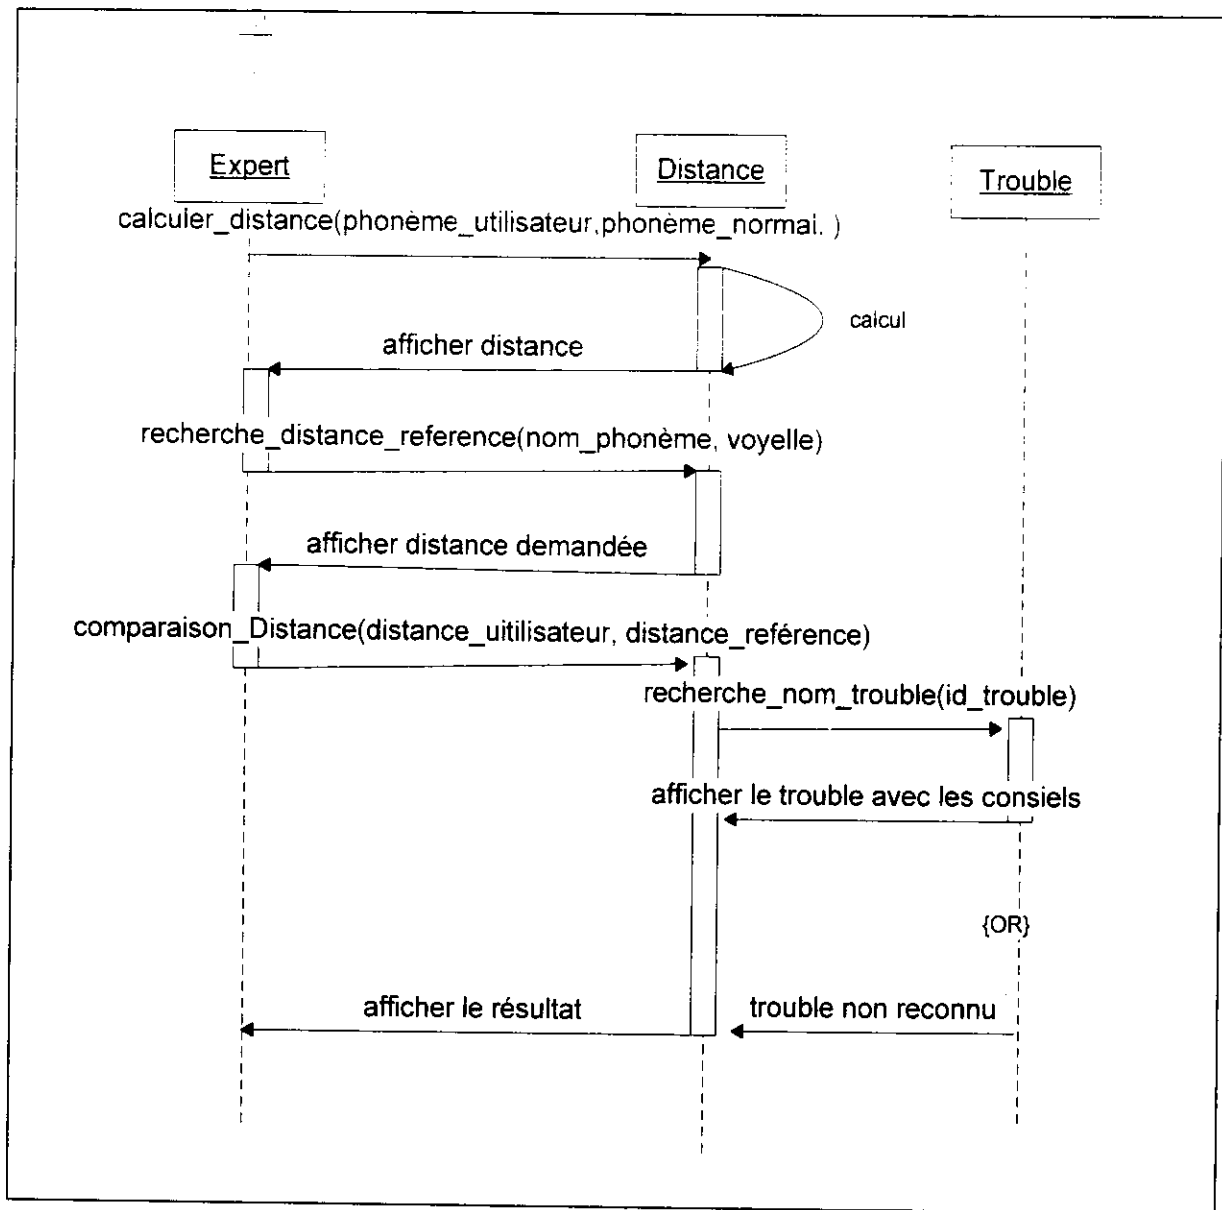 Expert
Distance
Trouble
calculer_distance(phonème_utilisateur,phonème_normal. )
calcul
afficher distance
recherche_distance_reference(nom_phonème, voyelle)
afficher distance demandée
comparaison_Distance(distance_uitilisateur, distance_reférence)
recherche_nom_trouble(id_trouble)
afficher le trouble avec les consiels
{OR}
afficher le résultat
trouble non reconnu